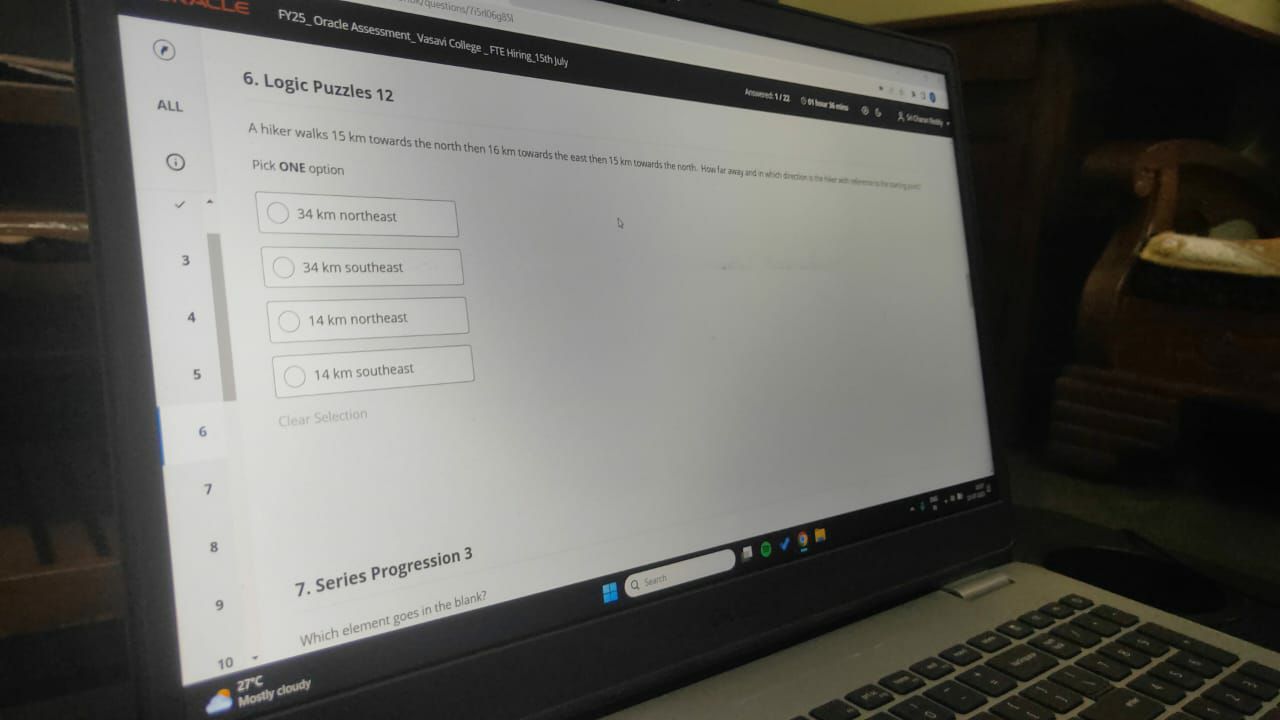 questions/7i5rl06g85l
FY25_ Oracle Assessment_ Vasavi College _ FTE Hiring_15th July
Answered: 1 / 22
01 hour 36 mins
ALL
6. Logic Puzzles 12
A hiker walks 15 km towards the north then 16 km towards the east then 15 km towards the north. How far away and in which direction is the hiker with reference to the starting point?
Pick ONE option
34 km northeast
34 km southeast
14 km northeast
14 km southeast
Clear Selection
3
4
5
6
7
8
9
10
7. Series Progression 3
Which element goes in the blank?
Search
27°C
Mostly cloudy